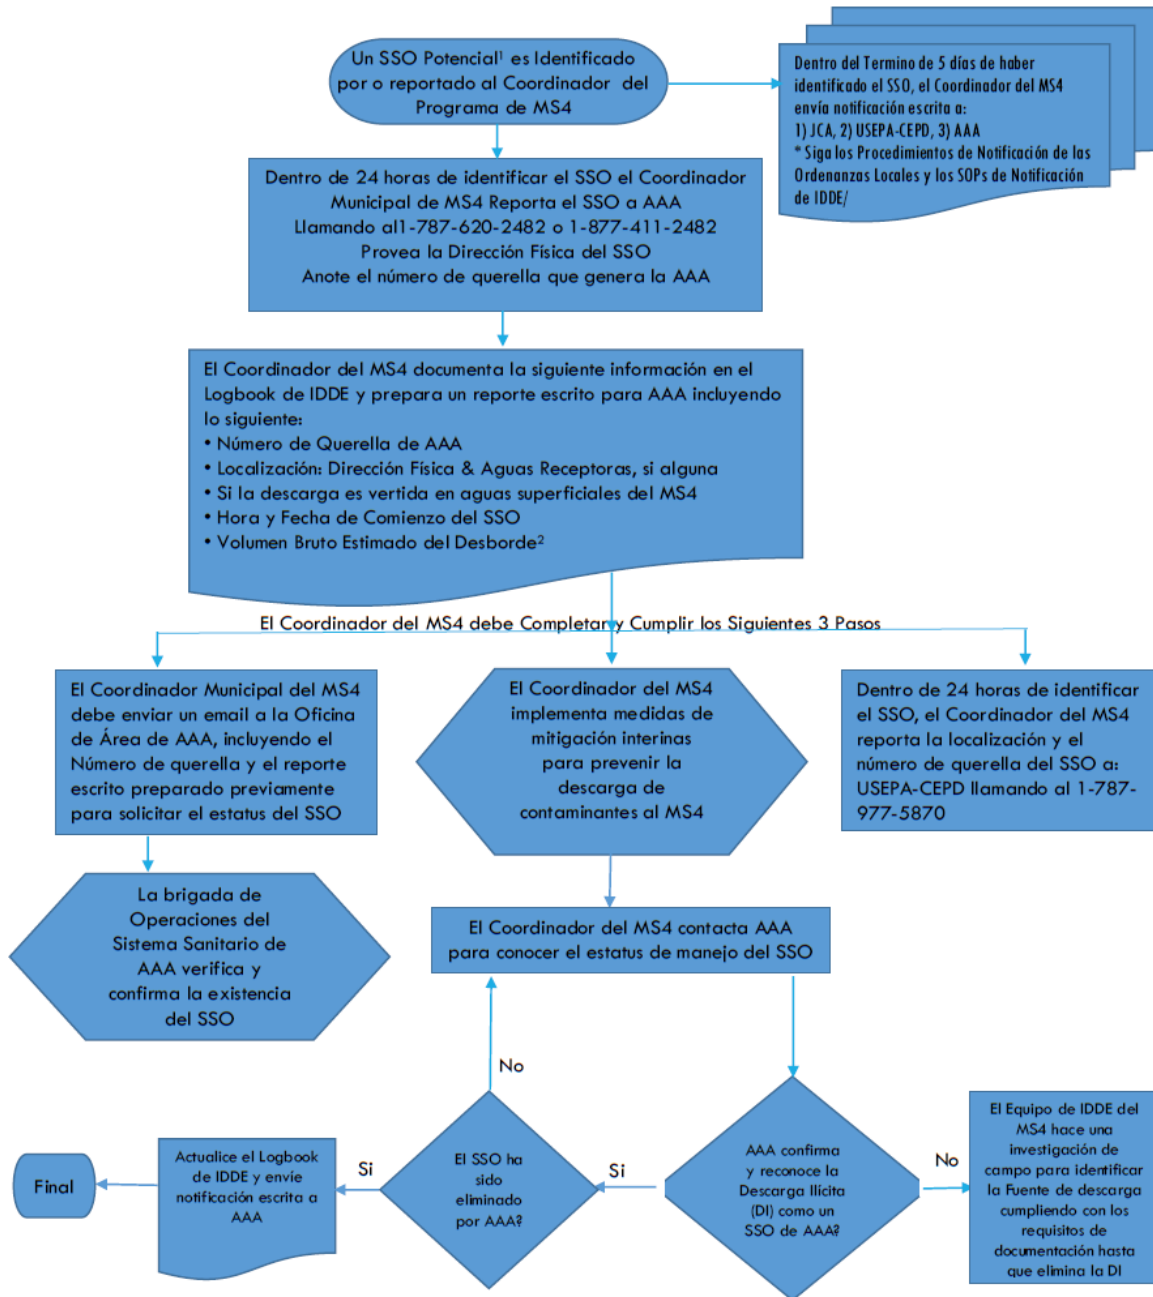 Un SSO Potencial¹ es Identificado
por o reportado al Coordinador del
Programa de MS4
Dentro del Termino de 5 días de haber
identificado el SSO, el Coordinador del MS4
envía notificación escrita a:
1) JCA, 2) USEPA-CEPD, 3) AAA
* Siga los Procedimientos de Notificación de las
Ordenanzas Locales y los SOPs de Notificación
de IDDE/
Dentro de 24 horas de identificar el SSO el Coordinador
Municipal de MS4 Reporta el SSO a AAA
Llamando al1-787-620-2482 o 1-877-411-2482
Provea la Dirección Física del SSO
Anote el número de querella que genera la AAA
El Coordinador del MS4 documenta la siguiente información en el
Logbook de IDDE y prepara un reporte escrito para AAA incluyendo
lo siguiente:
• Número de Querella de AAA
• Localización: Dirección Física & Aguas Receptoras, si alguna
• Si la descarga es vertida en aguas superficiales del MS4
• Hora y Fecha de Comienzo del SSO
• Volumen Bruto Estimado del Desborde²
El Coordinador del MS4 debe Completar y Cumplir los Siguientes 3 Pasos
El Coordinador Municipal del MS4
debe enviar un email a la Oficina
de Área de AAA, incluyendo el
Número de querella y el reporte
escrito preparado previamente
para solicitar el estatus del SSO
El Coordinador del MS4
implementa medidas de
mitigación interinas
para prevenir la
descarga de
contaminantes al MS4
Dentro de 24 horas de identificar
el SSO, el Coordinador del MS4
reporta la localización y el
número de querella del SSO a:
USEPA-CEPD llamando al 1-787-
977-5870
La brigada de
Operaciones del
Sistema Sanitario de
AAA verifica y
confirma la existencia
del SSO
El Coordinador del MS4 contacta AAA
para conocer el estatus de manejo del SSO
No
Final
Actualice el Logbook
de IDDE y envíe
notificación escrita a
AAA
Si
El SSO ha
sido
eliminado
por AAA?
Si
AAA confirma
y reconoce la
Descarga Ilícita
(DI) como un
SSO de AAA?
No
El Equipo de IDDE del
MS4 hace una
investigación de
campo para identificar
la Fuente de descarga
cumpliendo con los
requisitos de
documentación hasta
que elimina la DI